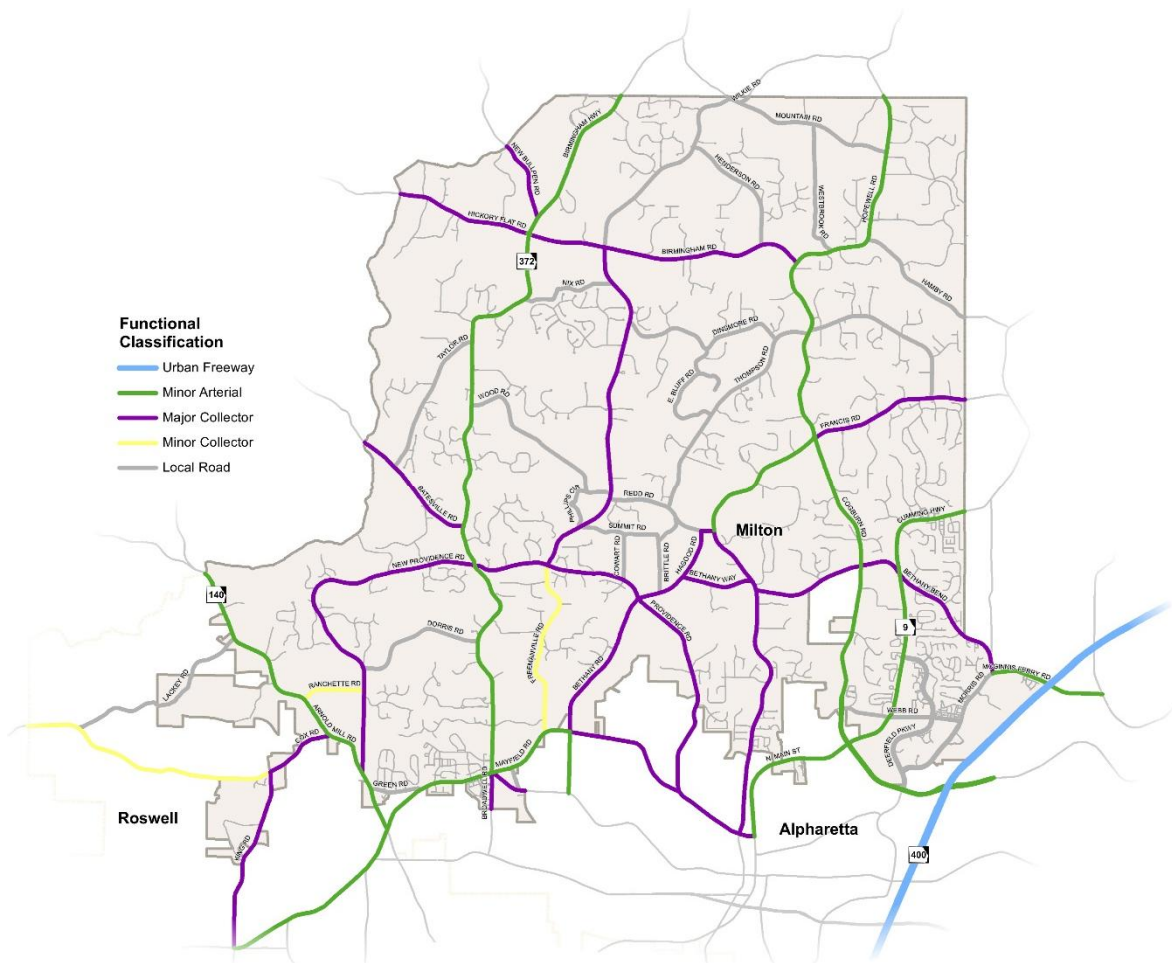 WILKIE RD
BIRMINGHAM HWY
MOUNTAIN RD
NEW BULLPEN RD
HENDERSON RD
WESTBROOK RD
HOPEWELL RD
HICKORY FLAT RD
BIRMINGHAM RD
372
NIX RD
HAMBY RD
Functional
Classification
Urban Freeway
Minor Arterial
Major Collector
Minor Collector
Local Road
TAYLOR RD
DINSMORE RD
THOMPSON RD
E. BLUFF RD
WOOD RD
FRANCIS RD
BATESVILLE RD
PHILLIPS CIR
REDD RD
SUMMIT RD
COGBURN RD
CUMMING HWY
Milton
COWART RD
BRITTLE RD
HAGOOD RD
NEW PROVIDENCE RD
BETHANY WAY
BETHANY BEND
140
PROVIDENCE RD
DORRIS RD
9
FREEMANVILLE RD
BETHANY RD
LACKEY RD
RANCHETTE RD
MCGINNIS FERRY RD
MORRIS RD
ARNOLD MILL RD
COX RD
WEBB RD
DEERFIELD PKWY
MAYFIELD RD
N. MAIN ST
GREEN RD
BROADWELL RD
Roswell
Alpharetta
KING RD
400